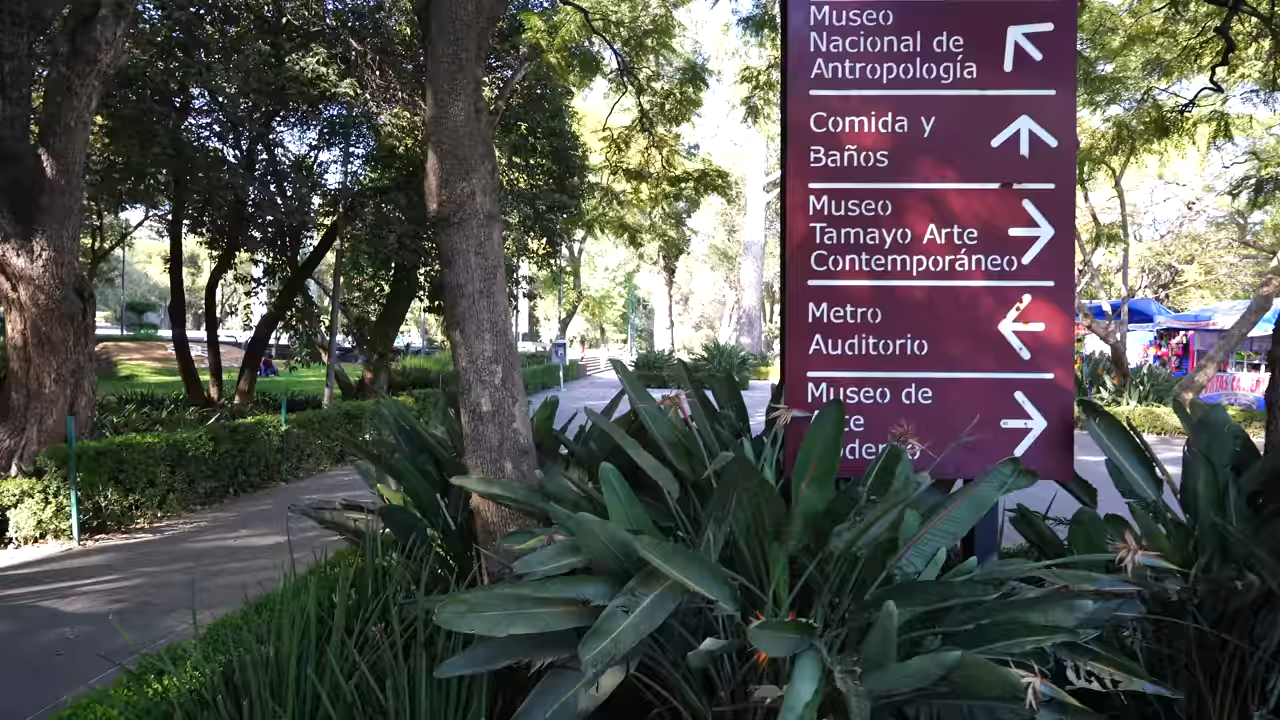 Museo
Nacional de
Antropología
Comida y
Baños
Museo
Tamayo Arte
Contemporáneo
Metro
Auditorio
Museo de